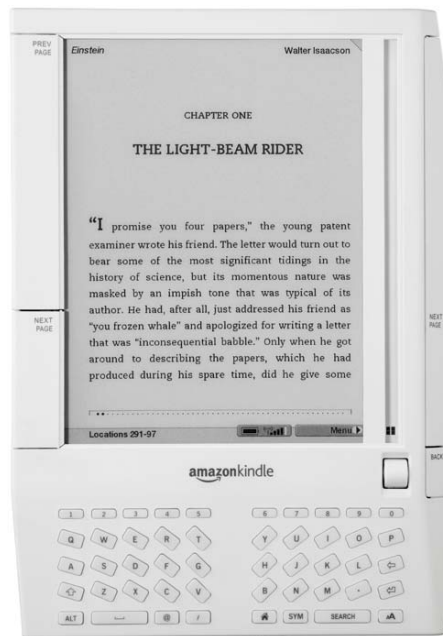 PREV
PAGE
Einstein
Walter Isaacson
CHAPTER ONE
THE LIGHT-BEAM RIDER
“I promise you four papers,” the young patent
examiner wrote his friend. The letter would turn out to
bear some of the most significant tidings in the
history of science, but its momentous nature was
masked by an impish tone that was typical of its
author. He had, after all, just addressed his friend as
“you frozen whale” and apologized for writing a letter
that was “inconsequential babble.” Only when he got
around to describing the papers, which he had
produced during his spare time, did he give some
NEXT
PAGE
NEXT
PAGE
Locations 291-97
Menu
BACK
amazonkindle
1 2 3 4 5 6 7 8 9 0
Q W E R T Y U I O P
A S D F G H J K L
Z X C V B N M .
ALT @ / SYM SEARCH AA